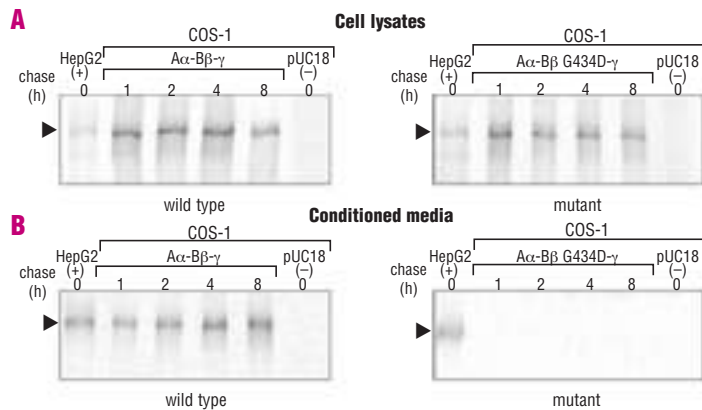 A
Cell lysates
COS-1
HepG2 (+)
Aα-Bβ-γ
pUC18 (–)
chase (h)
0 1 2 4 8 0
wild type
COS-1
HepG2 (+)
Aα-Bβ G434D-γ
pUC18 (–)
chase (h)
0 1 2 4 8 0
mutant
B
Conditioned media
COS-1
HepG2 (+)
Aα-Bβ-γ
pUC18 (–)
chase (h)
0 1 2 4 8 0
wild type
COS-1
HepG2 (+)
Aα-Bβ G434D-γ
pUC18 (–)
chase (h)
0 1 2 4 8 0
mutant